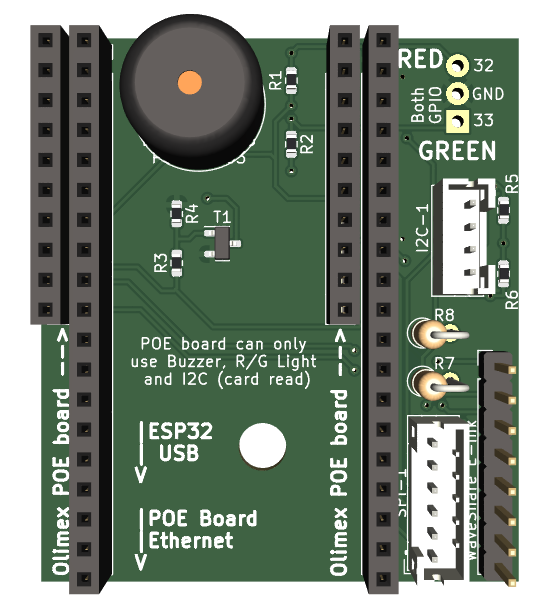 RED
32
Both
GPIO
GND
33
GREEN
R1
R2
R4
T1
R3
I2C-1
R5
R6
POE board can only
use Buzzer, R/G Light
and I2C (card read)
R8
R7
ESP32
USB
POE Board
Ethernet
Olimex POE board -->
Olimex POE board -->